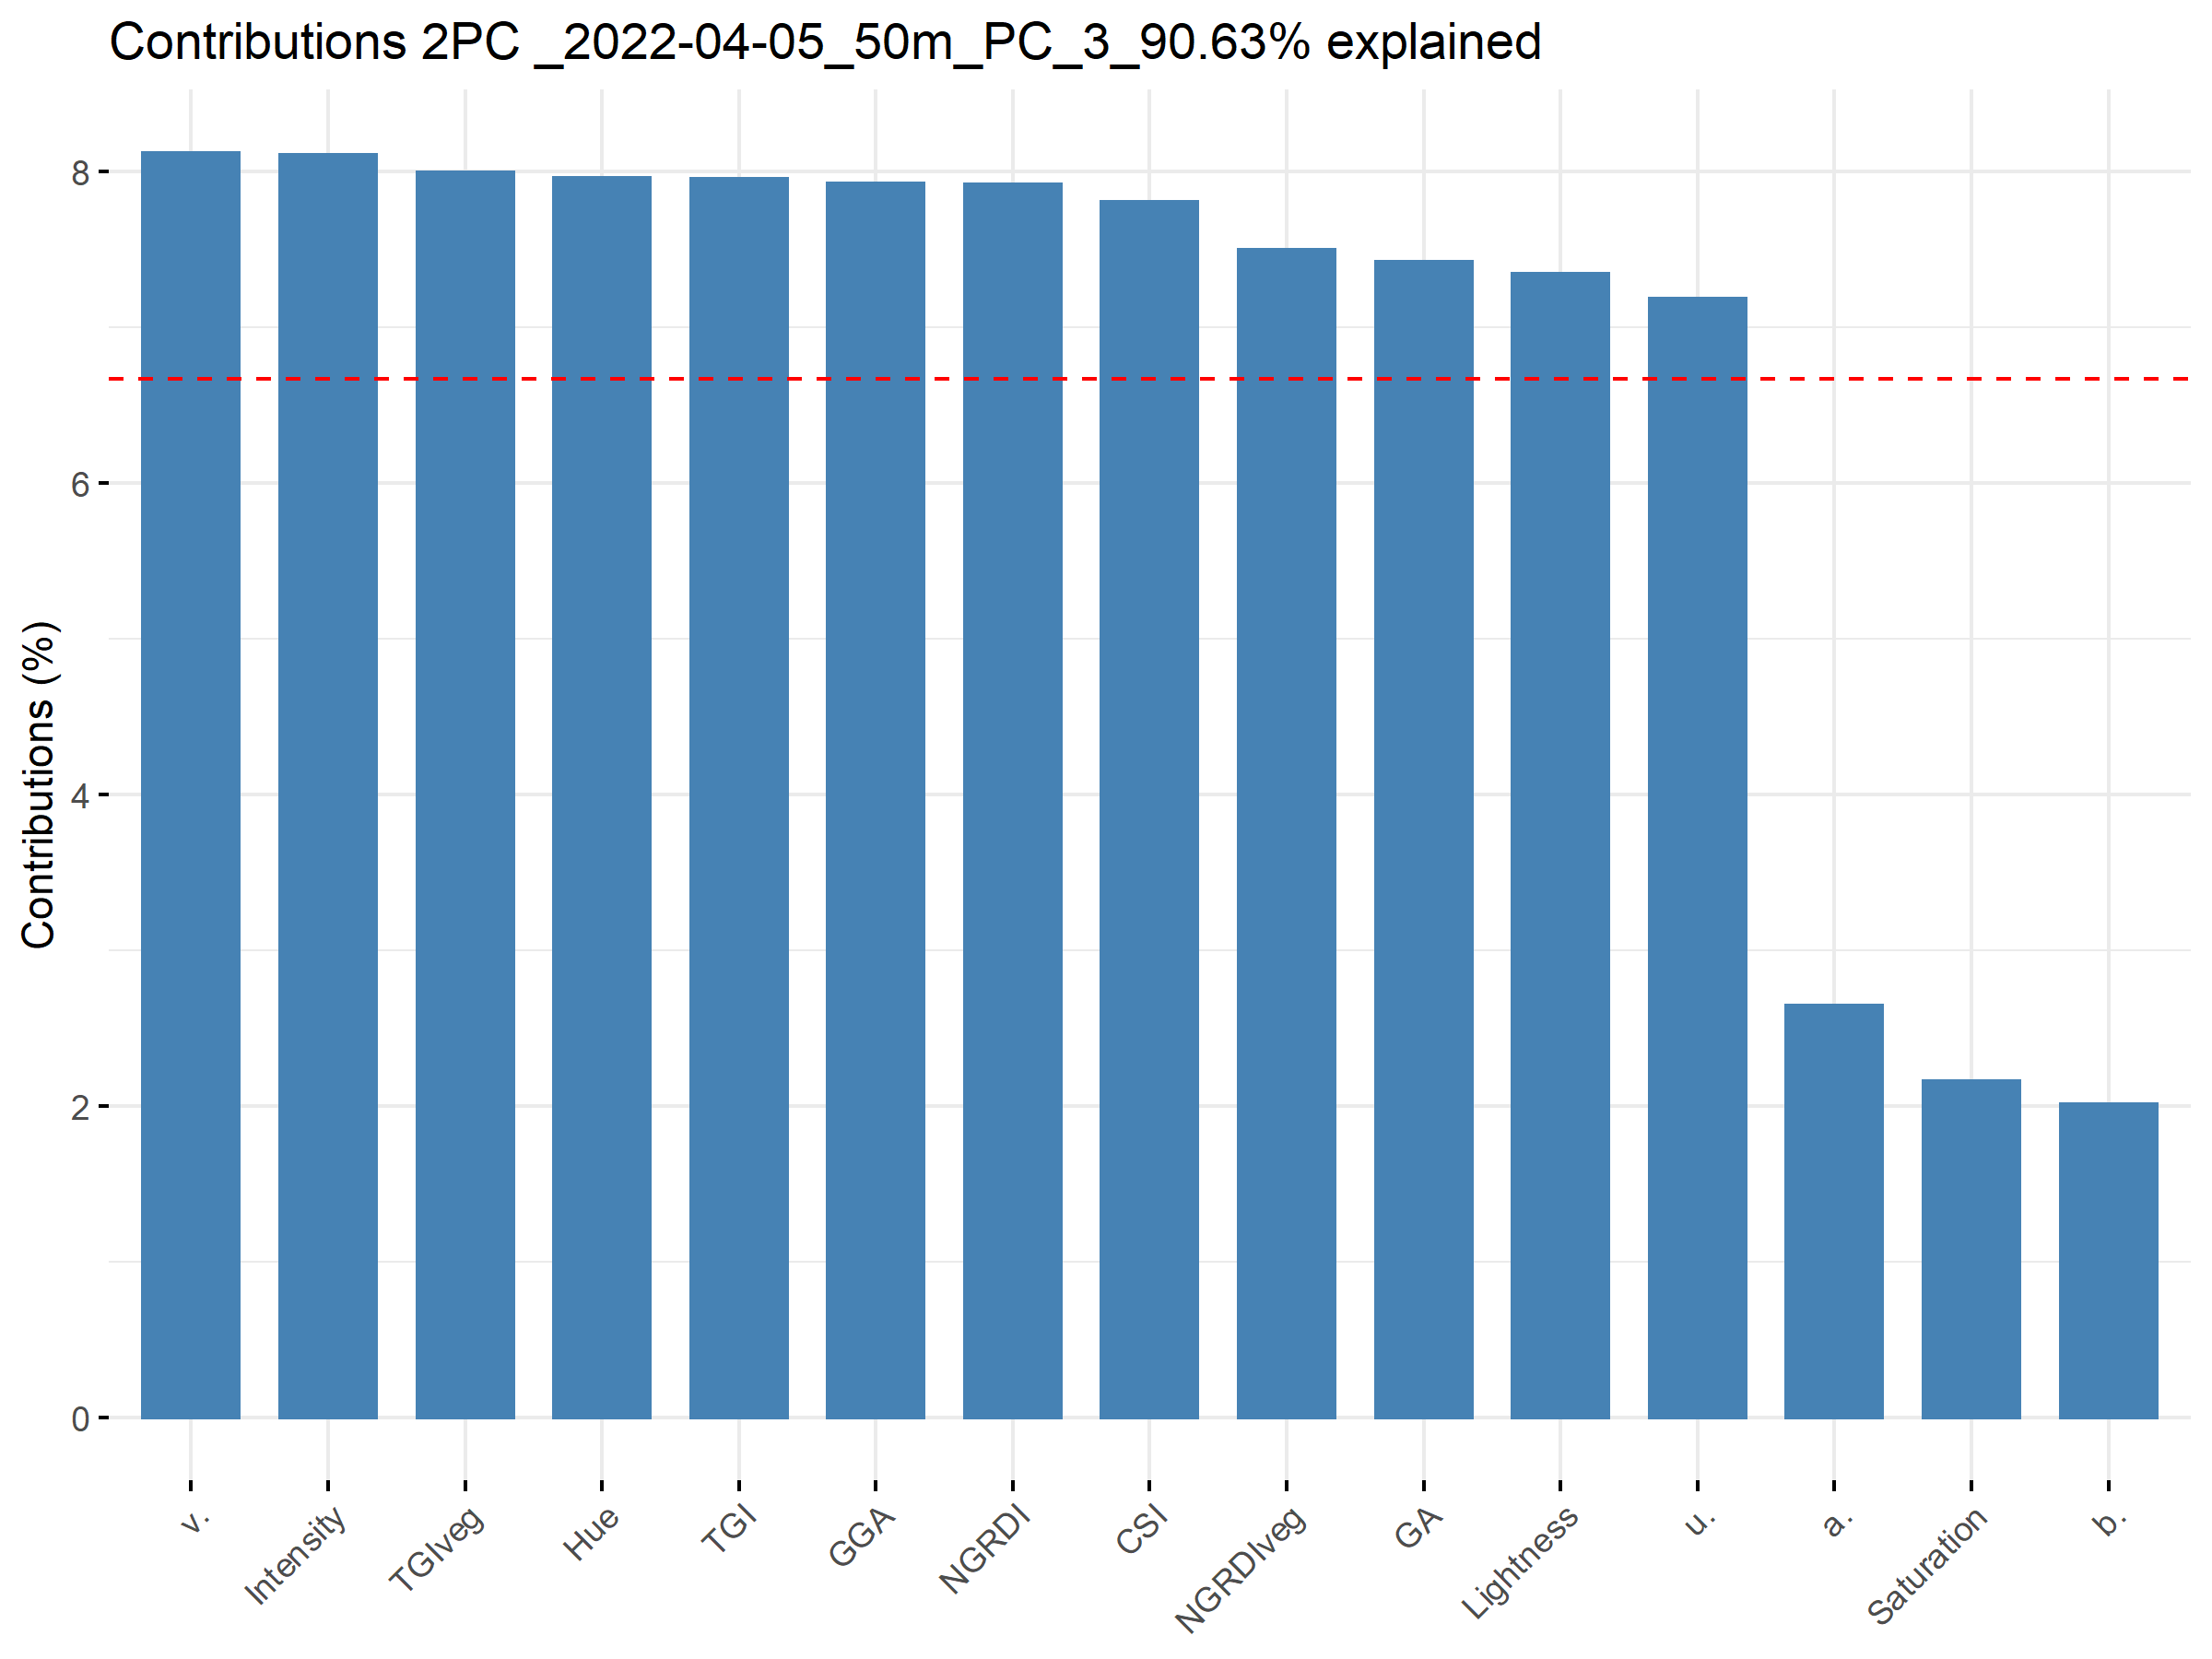 Contributions 2PC _2022-04-05_50m_PC_3_90.63% explained
Contributions (%)
8
6
4
2
0
v.
Intensity
TGIveg
Hue
TGI
GGA
NGRDI
CSI
NGRDIveg
GA
Lightness
u.
a.
Saturation
b.